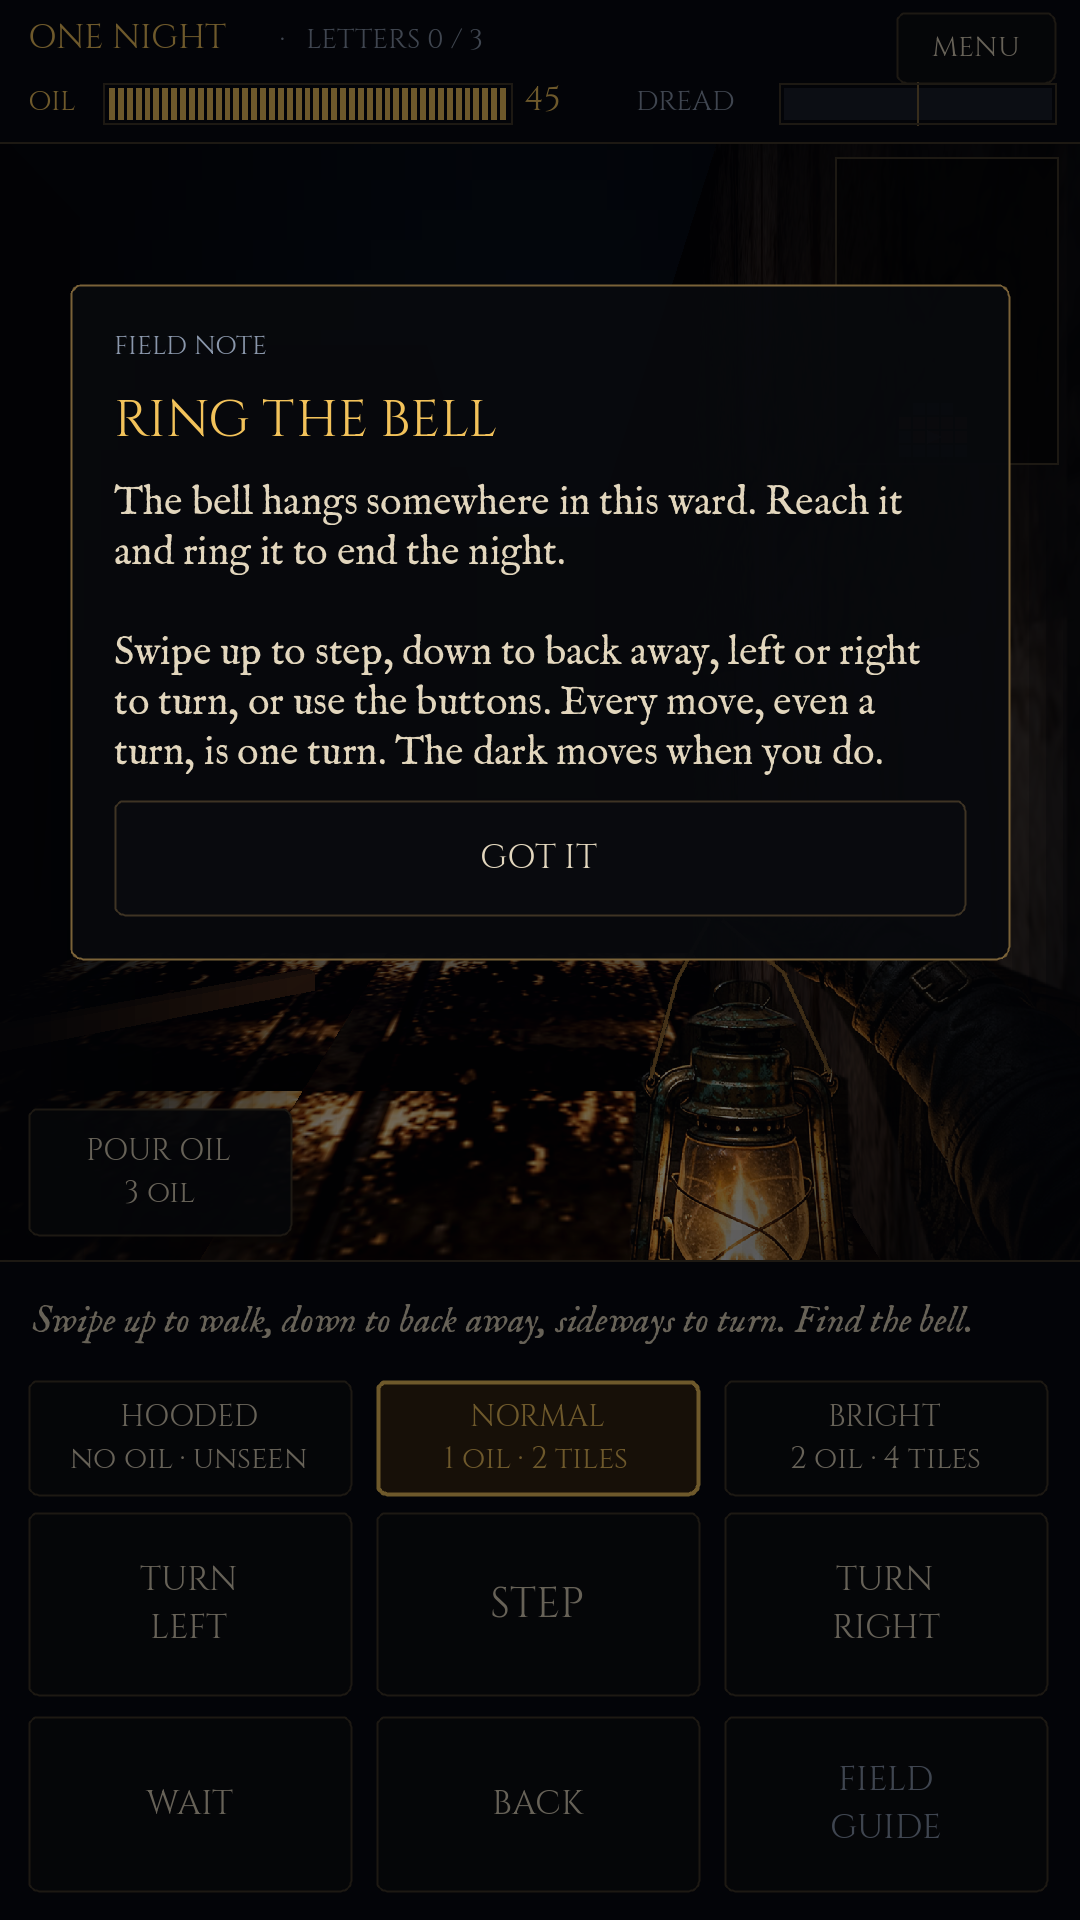 ONE NIGHT · LETTERS 0 / 3
MENU
OIL 45 DREAD
FIELD NOTE
RING THE BELL
The bell hangs somewhere in this ward. Reach it
and ring it to end the night.
Swipe up to step, down to back away, left or right
to turn, or use the buttons. Every move, even a
turn, is one turn. The dark moves when you do.
GOT IT
POUR OIL
3 OIL
Swipe up to walk, down to back away, sideways to turn. Find the bell.
HOODED
NO OIL · UNSEEN
NORMAL
1 OIL · 2 TILES
BRIGHT
2 OIL · 4 TILES
TURN
LEFT
STEP
TURN
RIGHT
WAIT
BACK
FIELD
GUIDE